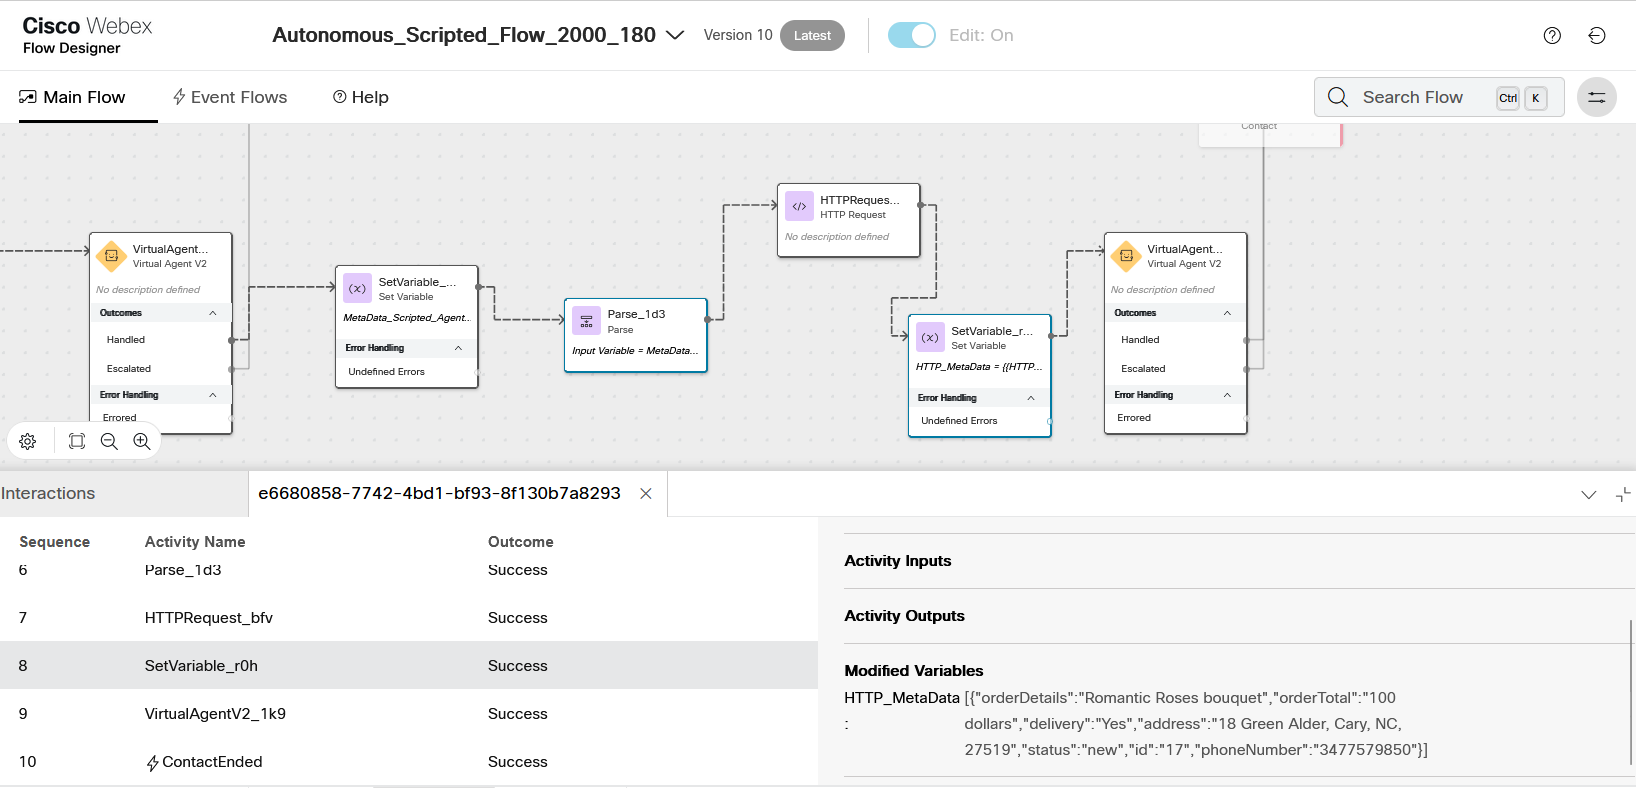 Cisco Webex
Flow Designer
Autonomous_Scripted_Flow_2000_180
Version 10
Latest
Edit: On
Main Flow
Event Flows
Help
Search Flow
Ctrl
K
Contact
VirtualAgent...
Virtual Agent V2
No description defined
Outcomes
Handled
Escalated
Error Handling
Errored
SetVariable_...
Set Variable
MetaData_Scripted_Agent...
Error Handling
Undefined Errors
Parse_1d3
Parse
Input Variable = MetaData...
HTTPReques...
HTTP Request
No description defined
SetVariable_r...
Set Variable
HTTP_MetaData = {{HTTP...
Error Handling
Undefined Errors
VirtualAgent...
Virtual Agent V2
No description defined
Outcomes
Handled
Escalated
Error Handling
Errored
Interactions
e6680858-7742-4bd1-bf93-8f130b7a8293
Sequence Activity Name Outcome
6 Parse_1d3 Success
7 HTTPRequest_bfv Success
8 SetVariable_r0h Success
9 VirtualAgentV2_1k9 Success
10 ContactEnded Success
Activity Inputs
Activity Outputs
Modified Variables
HTTP_MetaData [{"orderDetails":"Romantic Roses bouquet","orderTotal":"100
: dollars","delivery":"Yes","address":"18 Green Alder, Cary, NC,
27519","status":"new","id":"17","phoneNumber":"3477579850"}]